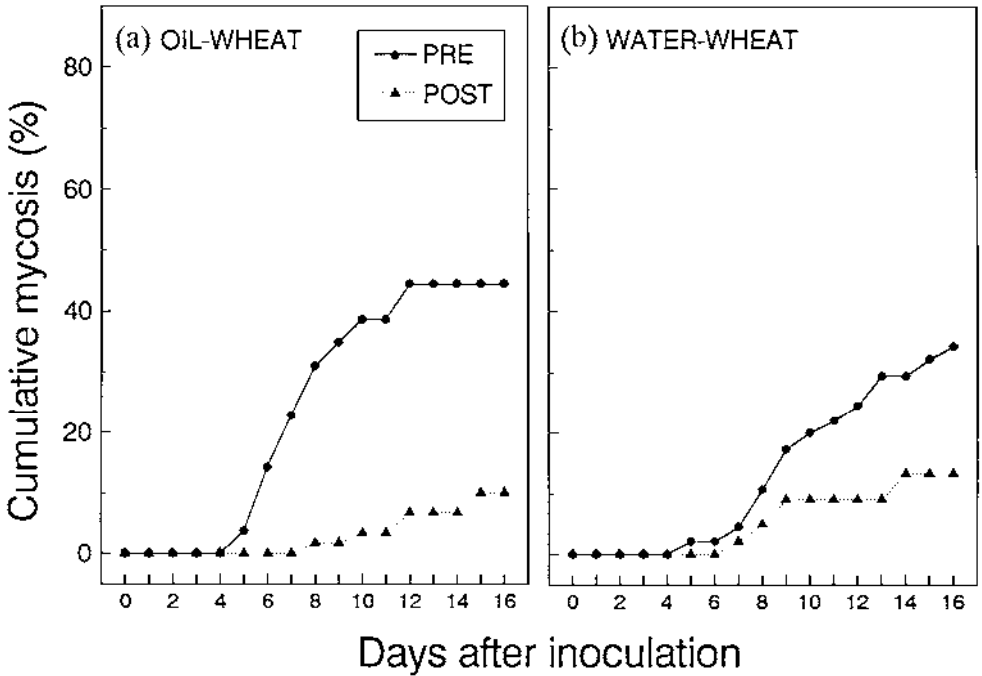 (a) OIL-WHEAT
PRE
POST
(b) WATER-WHEAT
Cumulative mycosis (%)
80
60
40
20
0
0 2 4 6 8 10 12 14 16
0 2 4 6 8 10 12 14 16
Days after inoculation